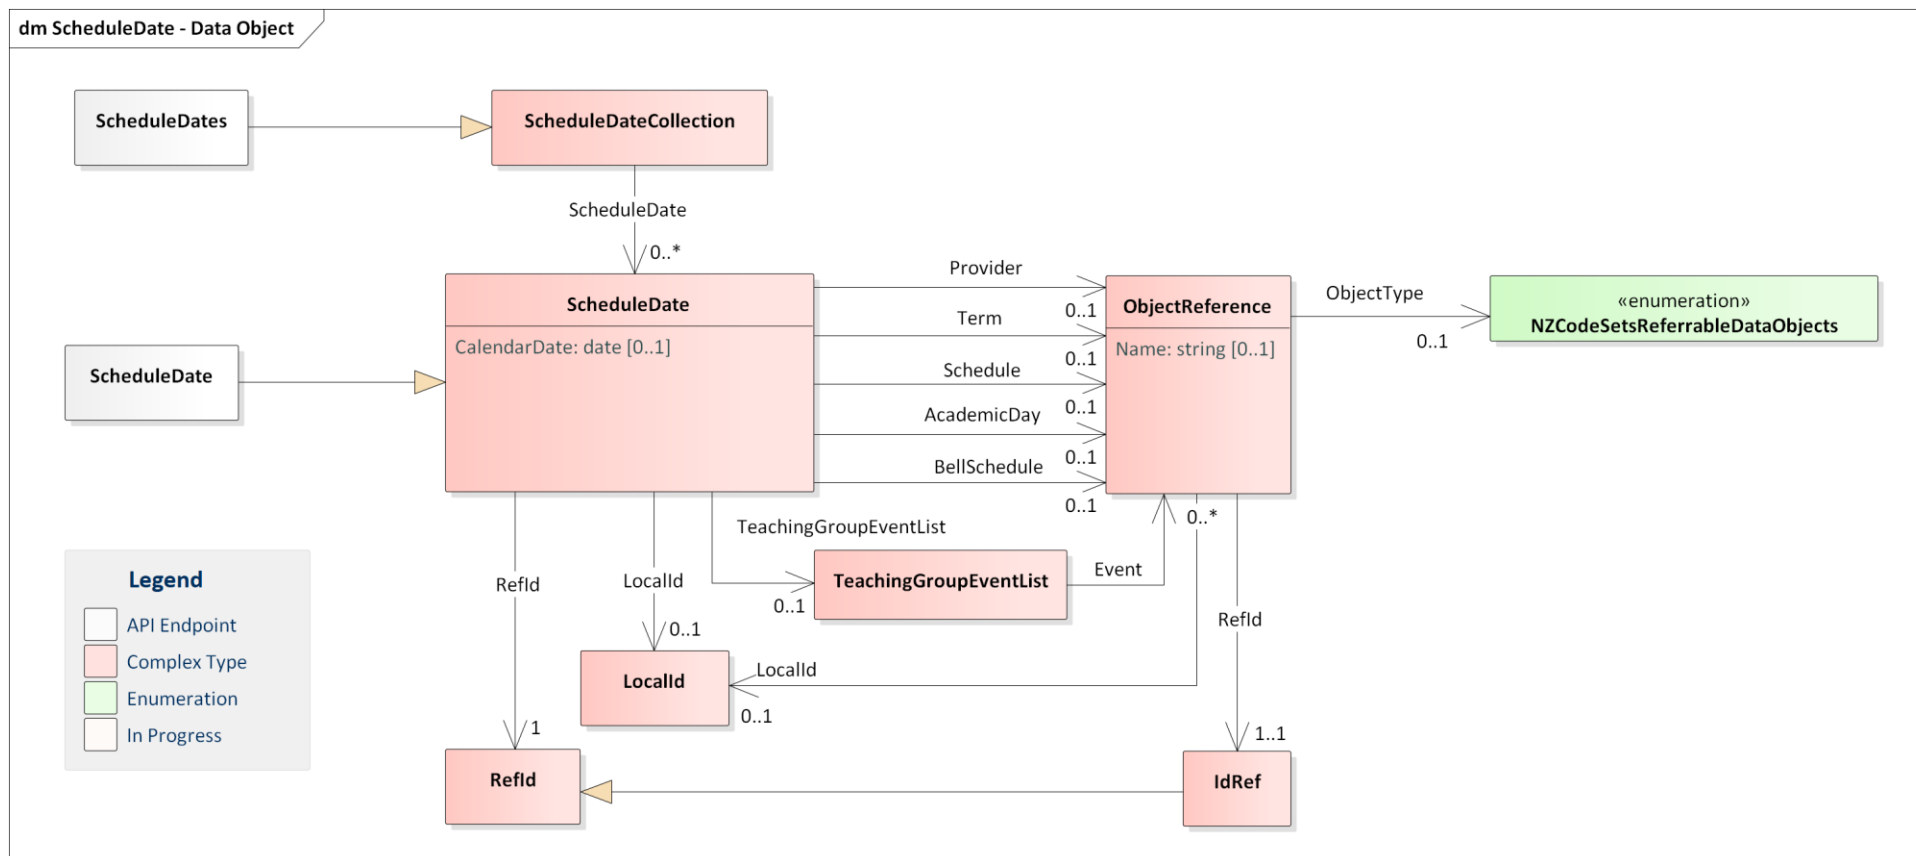 dm ScheduleDate - Data Object
ScheduleDates
ScheduleDateCollection
ScheduleDate
0..*
ScheduleDate
CalendarDate: date [0..1]
ScheduleDate
Provider
0..1
Term
0..1
Schedule
0..1
AcademicDay
0..1
BellSchedule
0..1
ObjectReference
Name: string [0..1]
ObjectType
0..1
«enumeration»
NZCodeSetsReferrableDataObjects
TeachingGroupEventList
0..1
TeachingGroupEventList
Event
0..*
RefId
1
LocalId
0..1
LocalId
LocalId
0..1
RefId
1..1
RefId
IdRef
Legend
API Endpoint
Complex Type
Enumeration
In Progress